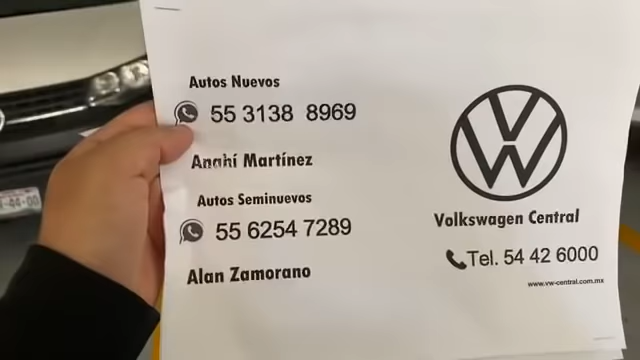 Autos Nuevos
55 3138 8969
Anahí Martínez
Autos Seminuevos
55 6254 7289
Alan Zamorano
Volkswagen Central
Tel. 54 42 6000
www.vw-central.com.mx